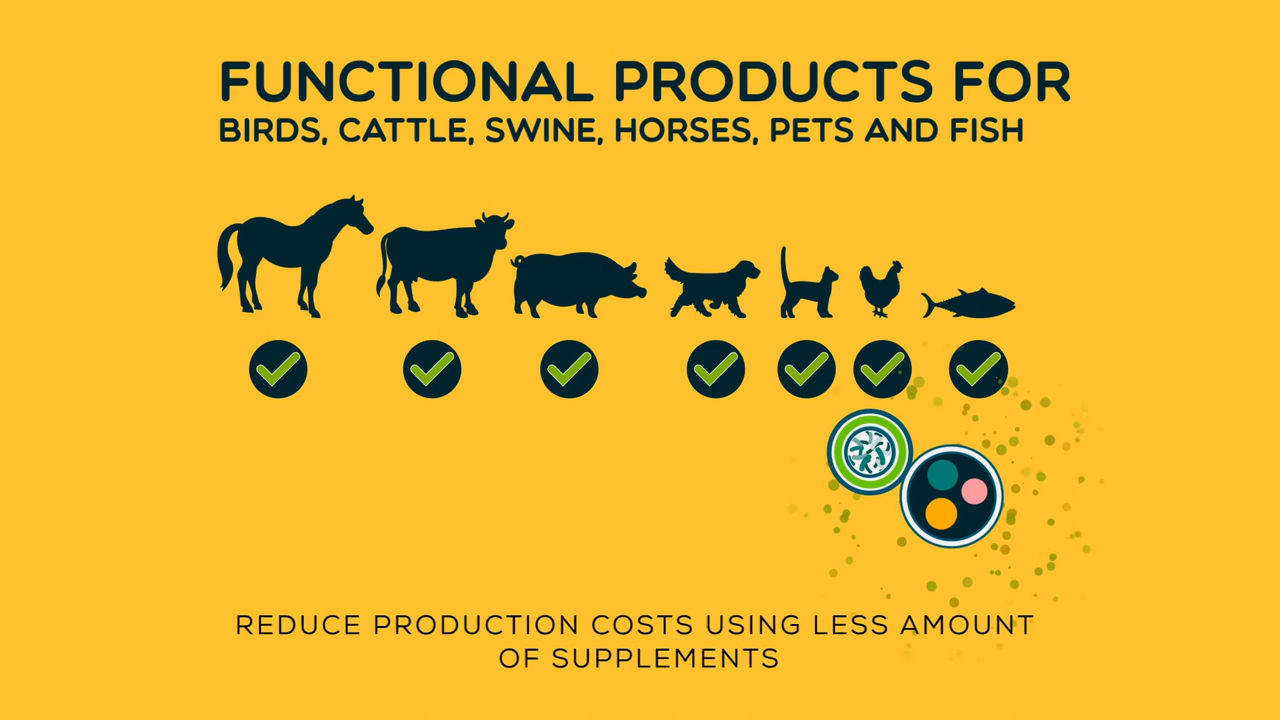 FUNCTIONAL PRODUCTS FOR
BIRDS, CATTLE, SWINE, HORSES, PETS AND FISH
REDUCE PRODUCTION COSTS USING LESS AMOUNT
OF SUPPLEMENTS